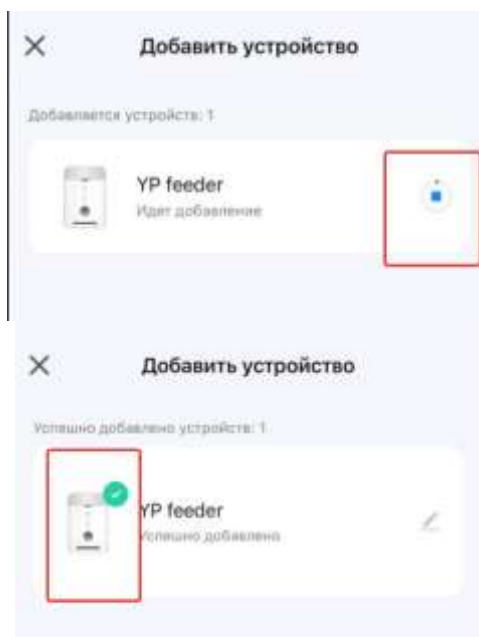 Добавить устройство
Добавляется устройств: 1
YP feeder
Идет добавление
Добавить устройство
Успешно добавлено устройств: 1
YP feeder
Успешно добавлено